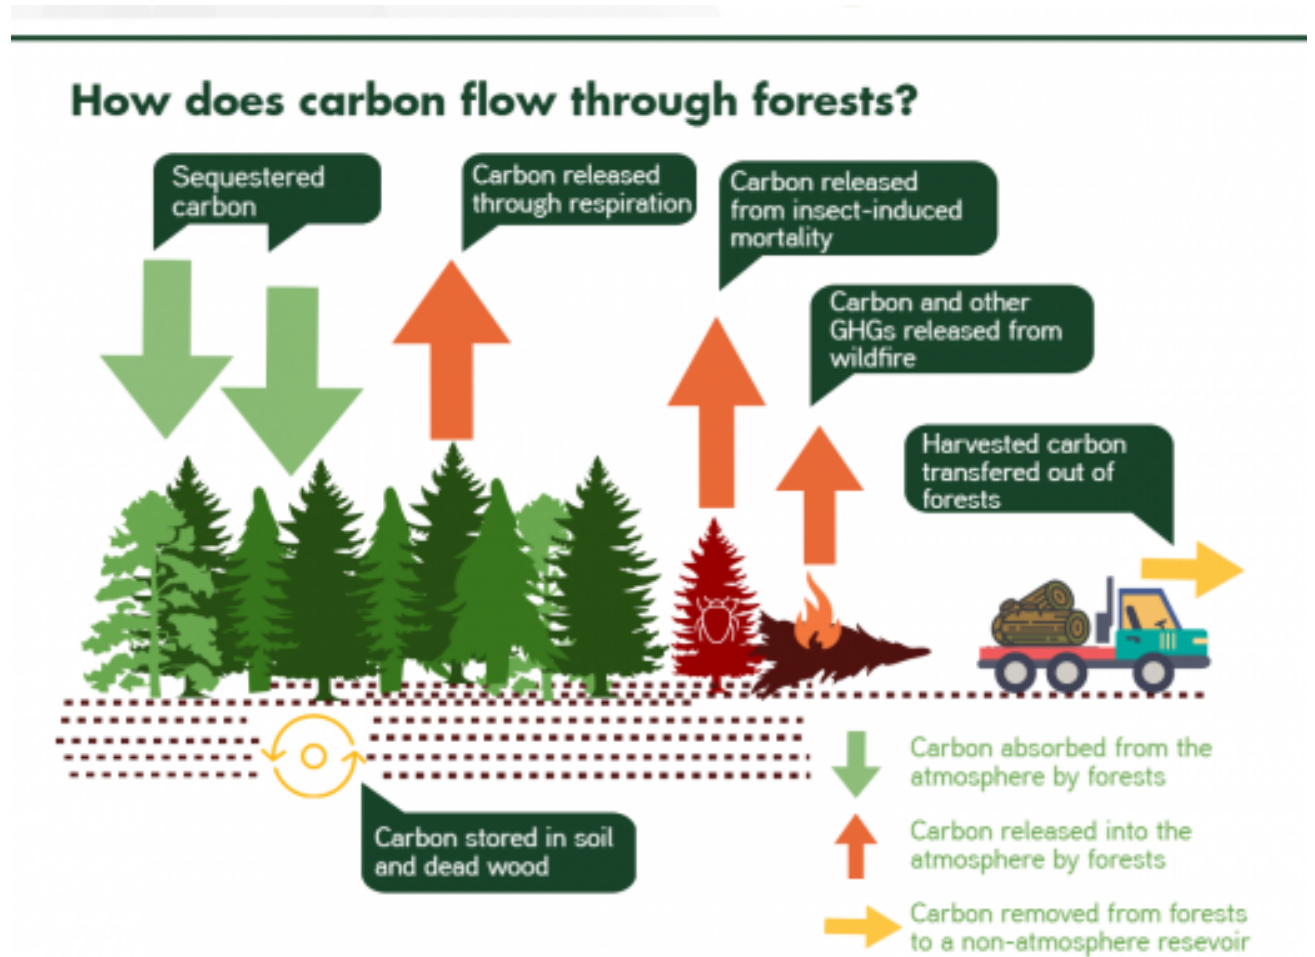 How does carbon flow through forests?
Sequestered
carbon
Carbon released
through respiration
Carbon released
from insect-induced
mortality
Carbon and other
GHGs released from
wildfire
Harvested carbon
transfered out of
forests
Carbon stored in soil
and dead wood
Carbon absorbed from the
atmosphere by forests
Carbon released into the
atmosphere by forests
Carbon removed from forests
to a non-atmosphere resevoir